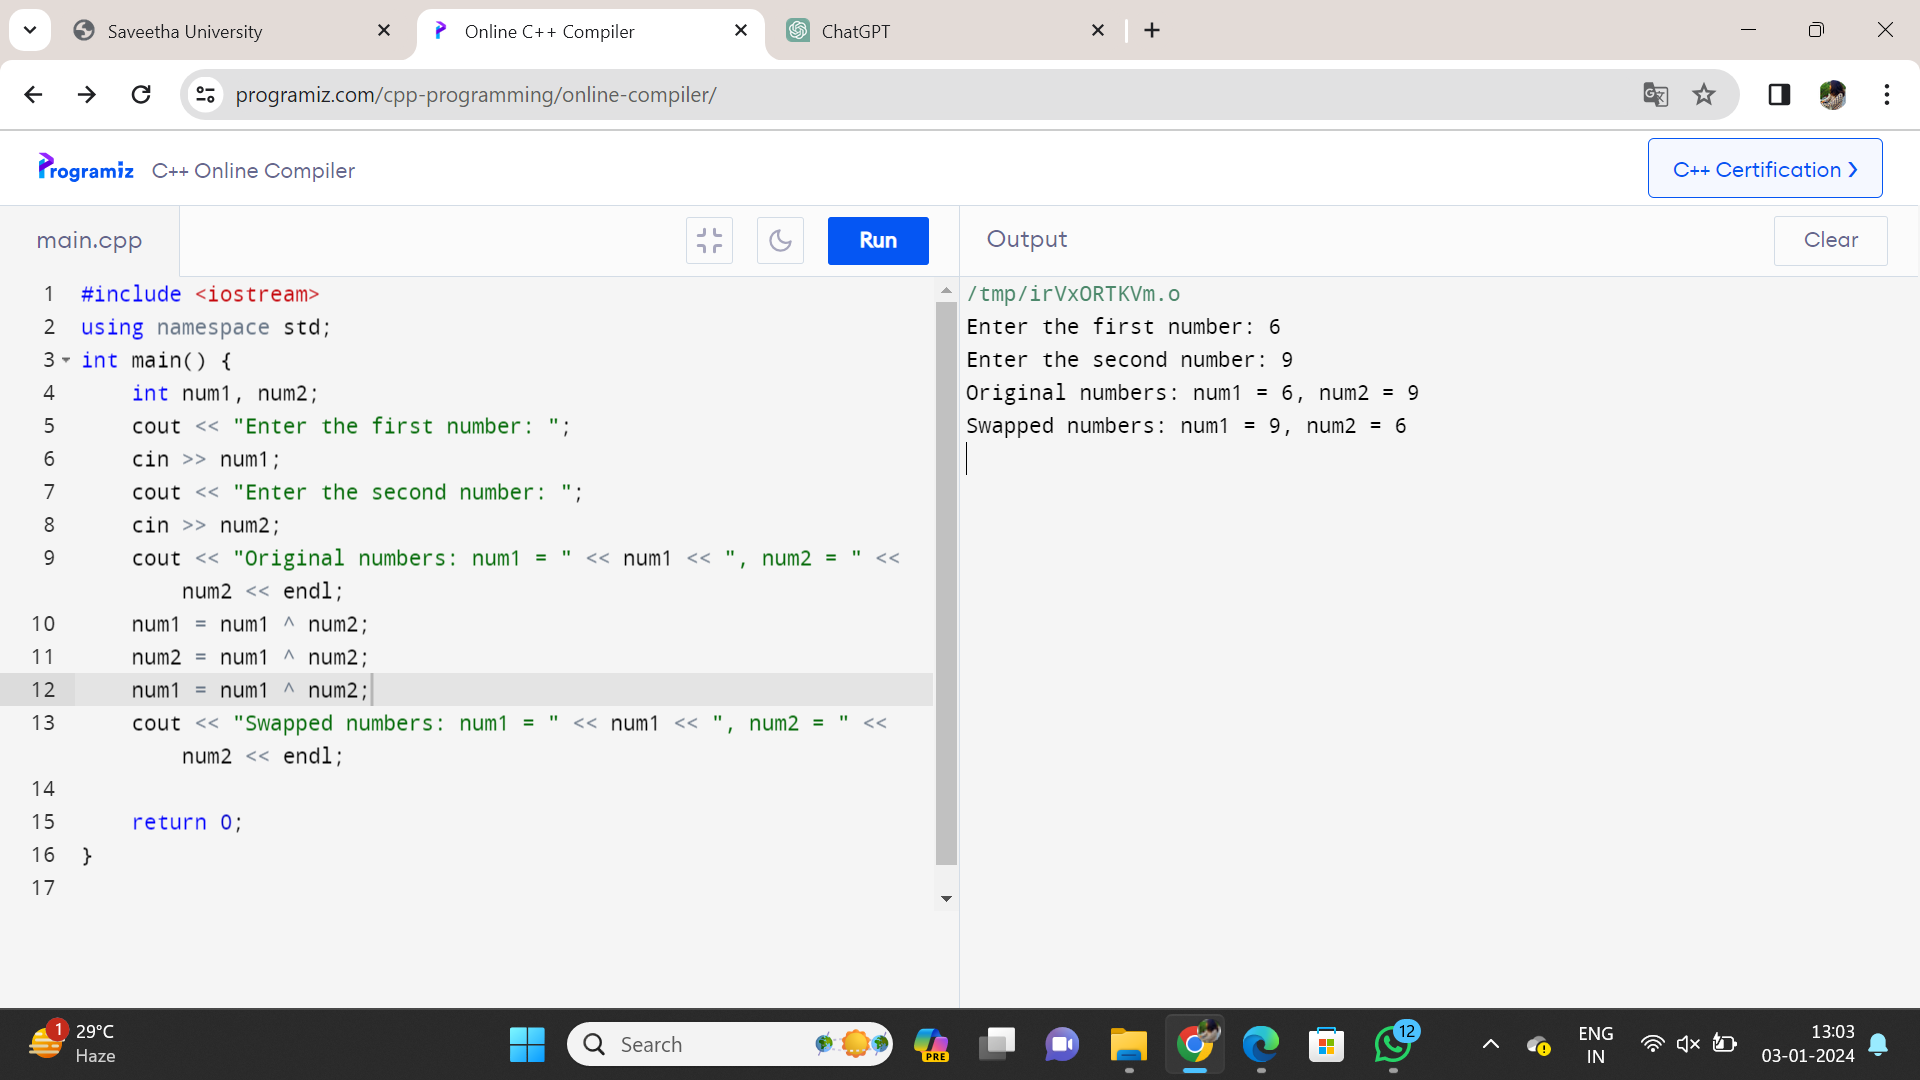 Saveetha University
Online C++ Compiler
ChatGPT
programiz.com/cpp-programming/online-compiler/
Programiz C++ Online Compiler
C++ Certification ❯
main.cpp
Run
Output
Clear
1 #include <iostream>
2 using namespace std;
3 int main() {
4     int num1, num2;
5     cout << "Enter the first number: ";
6     cin >> num1;
7     cout << "Enter the second number: ";
8     cin >> num2;
9     cout << "Original numbers: num1 = " << num1 << ", num2 = " <<
        num2 << endl;
10     num1 = num1 ^ num2;
11     num2 = num1 ^ num2;
12     num1 = num1 ^ num2;
13     cout << "Swapped numbers: num1 = " << num1 << ", num2 = " <<
        num2 << endl;
14
15     return 0;
16 }
17
/tmp/irVxORTKVm.o
Enter the first number: 6
Enter the second number: 9
Original numbers: num1 = 6, num2 = 9
Swapped numbers: num1 = 9, num2 = 6
1
29°C
Haze
Search
PRE
12
ENG
IN
13:03
03-01-2024